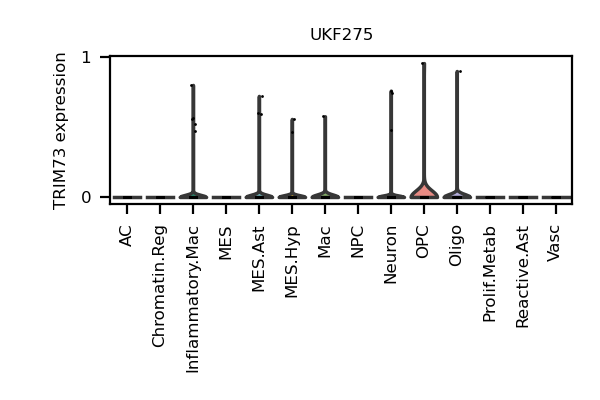 UKF275
TRIM73 expression
1
0
AC
Chromatin.Reg
Inflammatory.Mac
MES
MES.Ast
MES.Hyp
Mac
NPC
Neuron
OPC
Oligo
Prolif.Metab
Reactive.Ast
Vasc